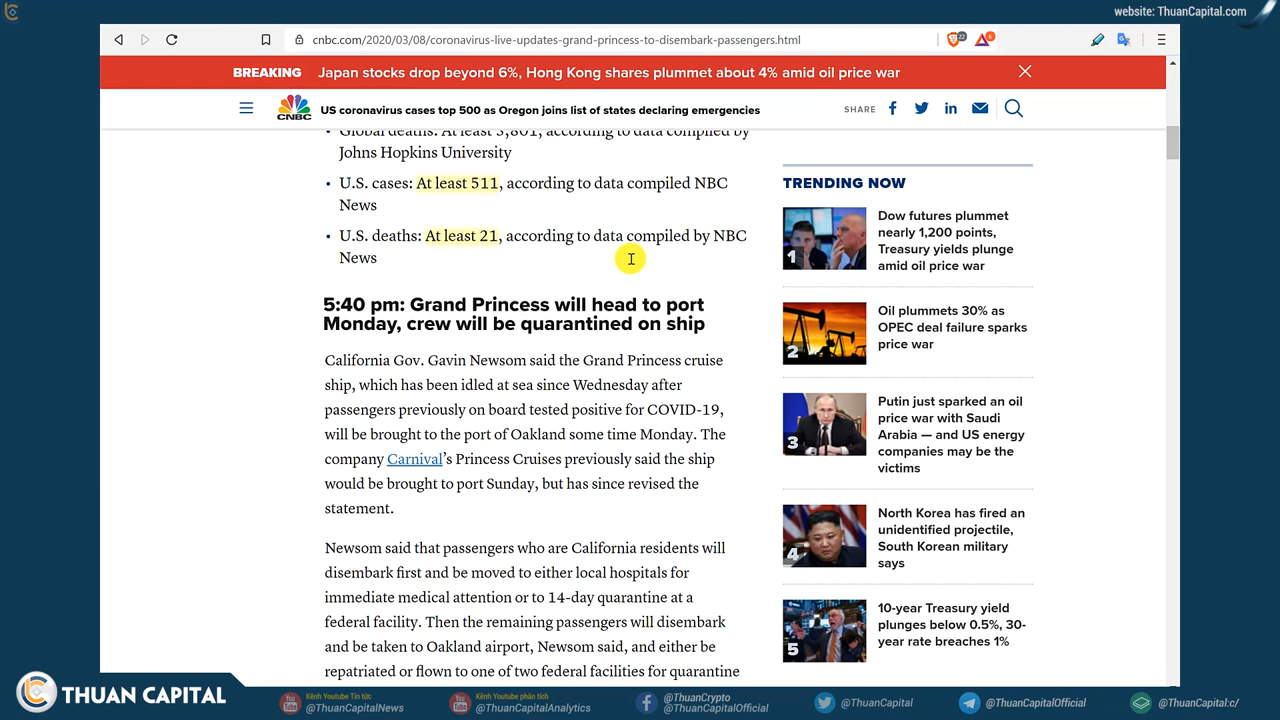 website: ThuanCapital.com
cnbc.com/2020/03/08/coronavirus-live-updates-grand-princess-to-disembark-passengers.html
22
6
BREAKING Japan stocks drop beyond 6%, Hong Kong shares plummet about 4% amid oil price war
CNBC
US coronavirus cases top 500 as Oregon joins list of states declaring emergencies
SHARE
• Global deaths: At least 3,801, according to data compiled by
Johns Hopkins University
• U.S. cases: At least 511, according to data compiled NBC
News
• U.S. deaths: At least 21, according to data compiled by NBC
News
5:40 pm: Grand Princess will head to port
Monday, crew will be quarantined on ship
California Gov. Gavin Newsom said the Grand Princess cruise
ship, which has been idled at sea since Wednesday after
passengers previously on board tested positive for COVID-19,
will be brought to the port of Oakland some time Monday. The
company Carnival’s Princess Cruises previously said the ship
would be brought to port Sunday, but has since revised the
statement.
Newsom said that passengers who are California residents will
disembark first and be moved to either local hospitals for
immediate medical attention or to 14-day quarantine at a
federal facility. Then the remaining passengers will disembark
and be taken to Oakland airport, Newsom said, and either be
repatriated or flown to one of two federal facilities for quarantine
TRENDING NOW
1
Dow futures plummet
nearly 1,200 points,
Treasury yields plunge
amid oil price war
2
Oil plummets 30% as
OPEC deal failure sparks
price war
3
Putin just sparked an oil
price war with Saudi
Arabia — and US energy
companies may be the
victims
4
North Korea has fired an
unidentified projectile,
South Korean military
says
5
10-year Treasury yield
plunges below 0.5%, 30-
year rate breaches 1%
THUAN CAPITAL
You Tube
Kênh Youtube Tin tức:
@ThuanCapitalNews
You Tube
Kênh Youtube phân tích
@ThuanCapitalAnalytics
@ThuanCrypto
@ThuanCapitalOfficial
@ThuanCapital
@ThuanCapitalOfficial
@ThuanCapital:c/